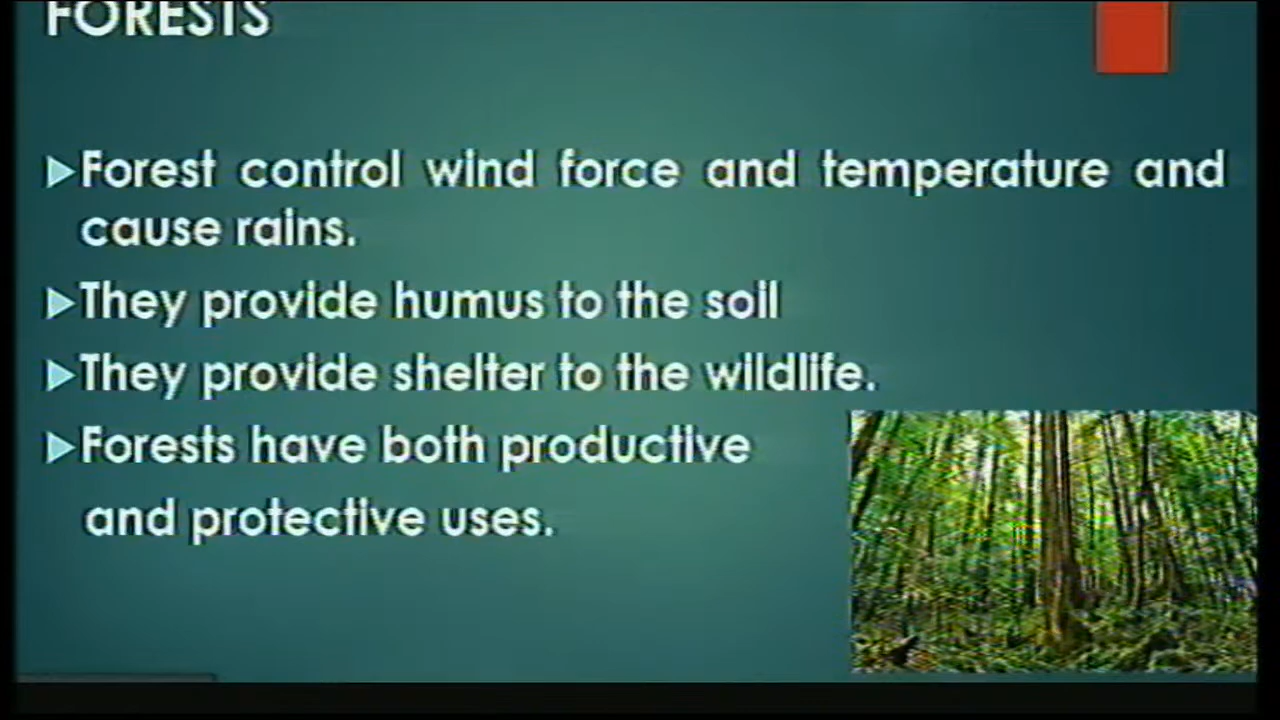 FORESTS
Forest control wind force and temperature and
cause rains.
They provide humus to the soil
They provide shelter to the wildlife.
Forests have both productive
and protective uses.